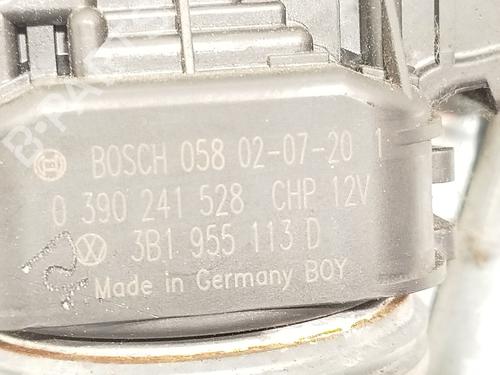 B-PARTS
BOSCH 058 02-07-20 1
0 390 241 528 CHP 12V
3B1 955 113 D
Made in Germany BOY